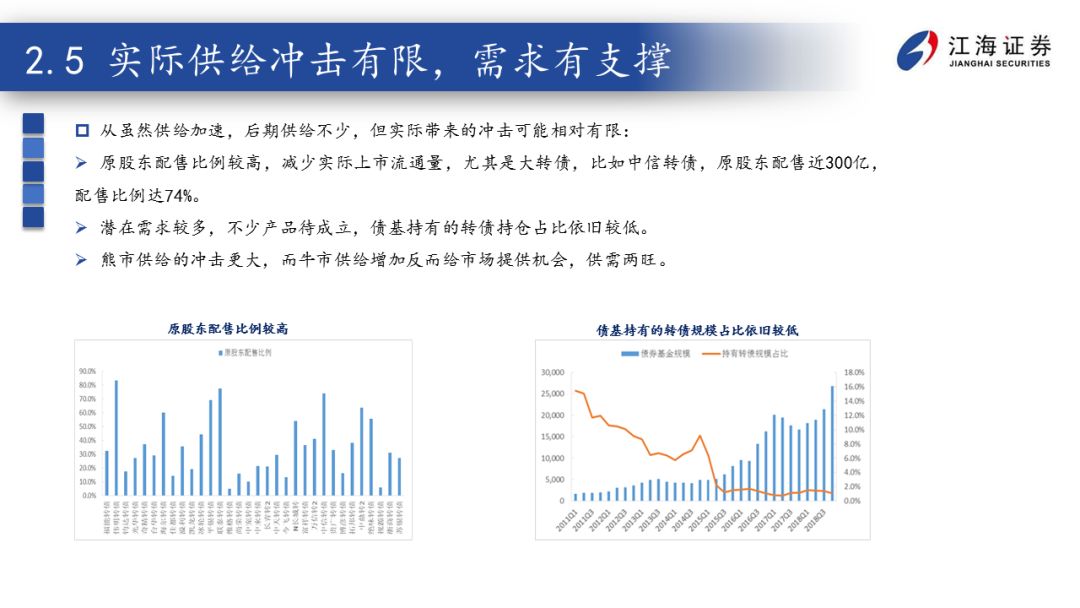 2.5 实际供给冲击有限，需求有支撑
江海证券
JIANGHAI SECURITIES
从虽然供给加速，后期供给不少，但实际带来的冲击可能相对有限：
原股东配售比例较高，减少实际上市流通量，尤其是大转债，比如中信转债，原股东配售近300亿，
配售比例达74%。
潜在需求较多，不少产品待成立，债基持有的转债持仓占比依旧较低。
熊市供给的冲击更大，而牛市供给增加反而给市场提供机会，供需两旺。
原股东配售比例较高
原股东配售比例
90.0%
80.0%
70.0%
60.0%
50.0%
40.0%
30.0%
20.0%
10.0%
0.0%
债基持有的转债规模占比依旧较低
债券基金规模
持有转债规模占比
30,000
25,000
20,000
15,000
10,000
5,000
0
18.0%
16.0%
14.0%
12.0%
10.0%
8.0%
6.0%
4.0%
2.0%
0.0%
2011Q1
2011Q3
2012Q1
2012Q3
2013Q1
2013Q3
2014Q1
2014Q3
2015Q1
2015Q3
2016Q1
2016Q3
2017Q1
2017Q3
2018Q1
2018Q3